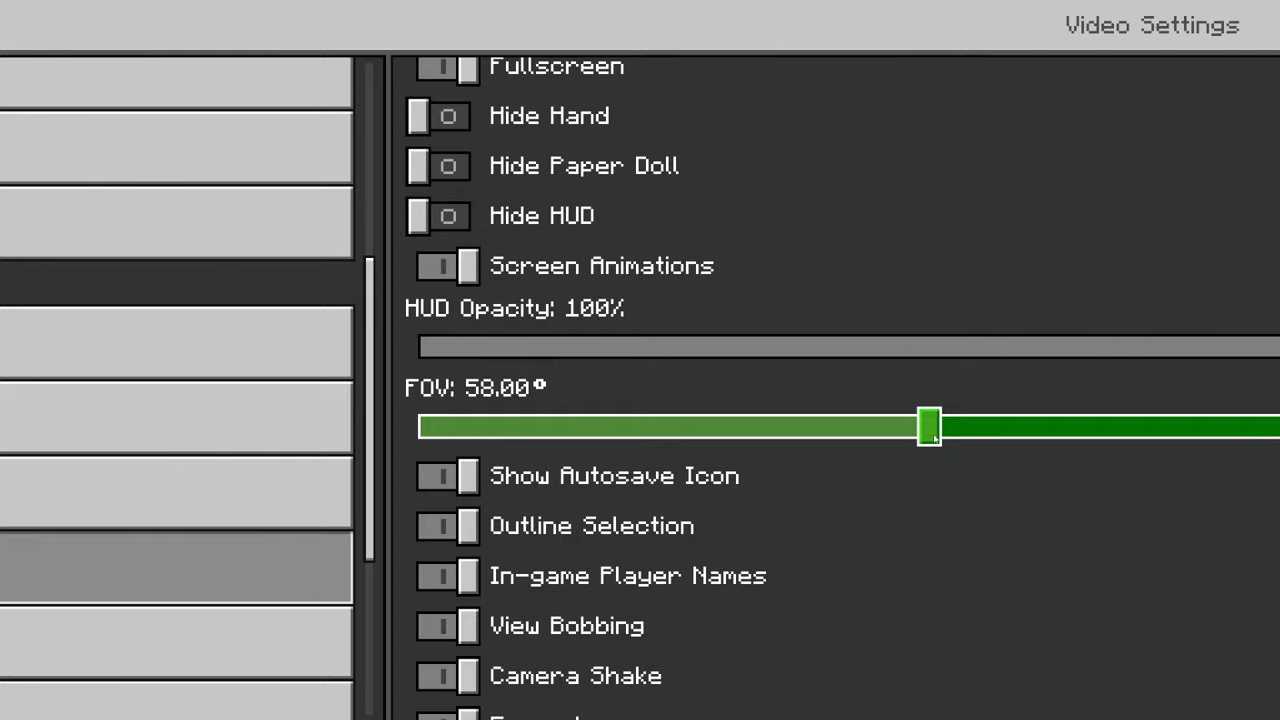 Video Settings
Fullscreen
Hide Hand
Hide Paper Doll
Hide HUD
Screen Animations
HUD Opacity: 100%
FOV: 58.00°
Show Autosave Icon
Outline Selection
In-game Player Names
View Bobbing
Camera Shake